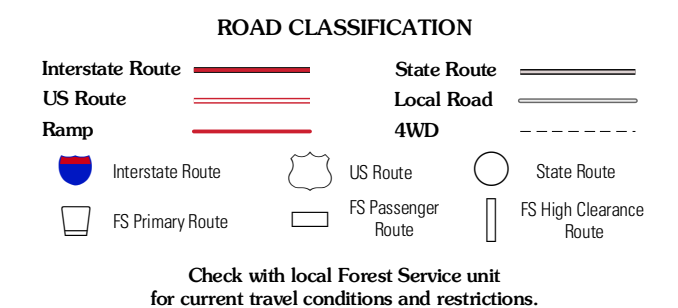 ROAD CLASSIFICATION
Interstate Route
State Route
US Route
Local Road
Ramp
4WD
Interstate Route
US Route
State Route
FS Primary Route
FS Passenger
Route
FS High Clearance
Route
Check with local Forest Service unit
for current travel conditions and restrictions.